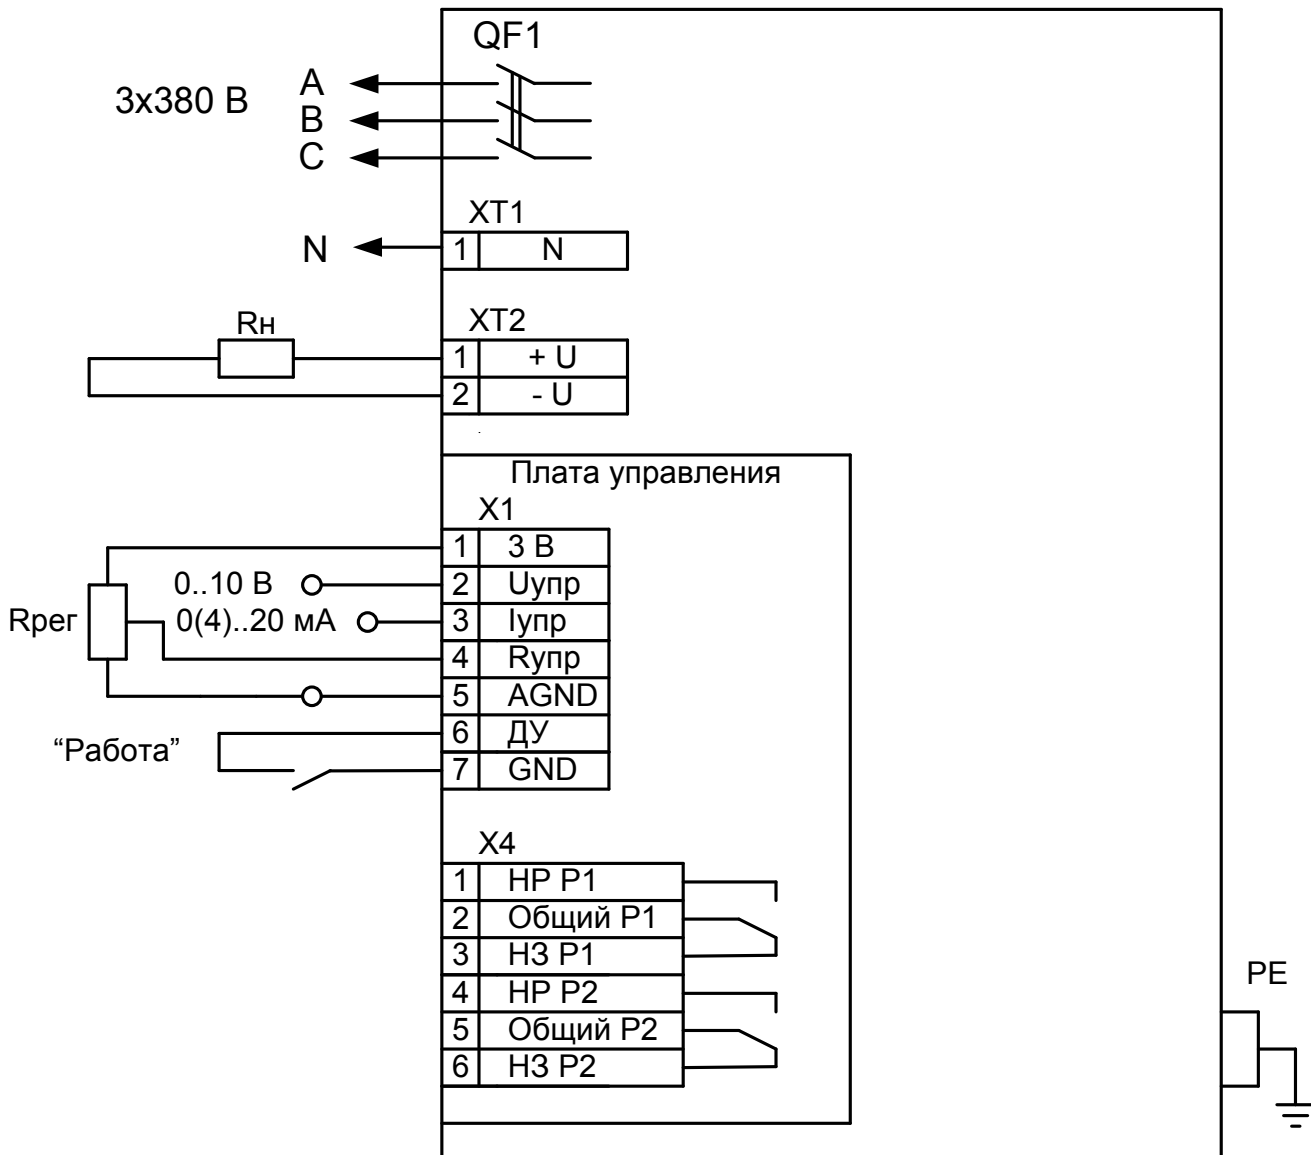 QF1
3x380 В
A
B
C
XT1
N
1 N
Rн
XT2
1 + U
2 - U
Плата управления
X1
1 3 В
0..10 В 2 Uупр
Rрег 0(4)..20 мА 3 Iупр
4 Rупр
5 AGND
“Работа”
6 ДУ
7 GND
X4
1 НР Р1
2 Общий Р1
3 НЗ Р1
4 НР Р2
5 Общий Р2
6 НЗ Р2
PE